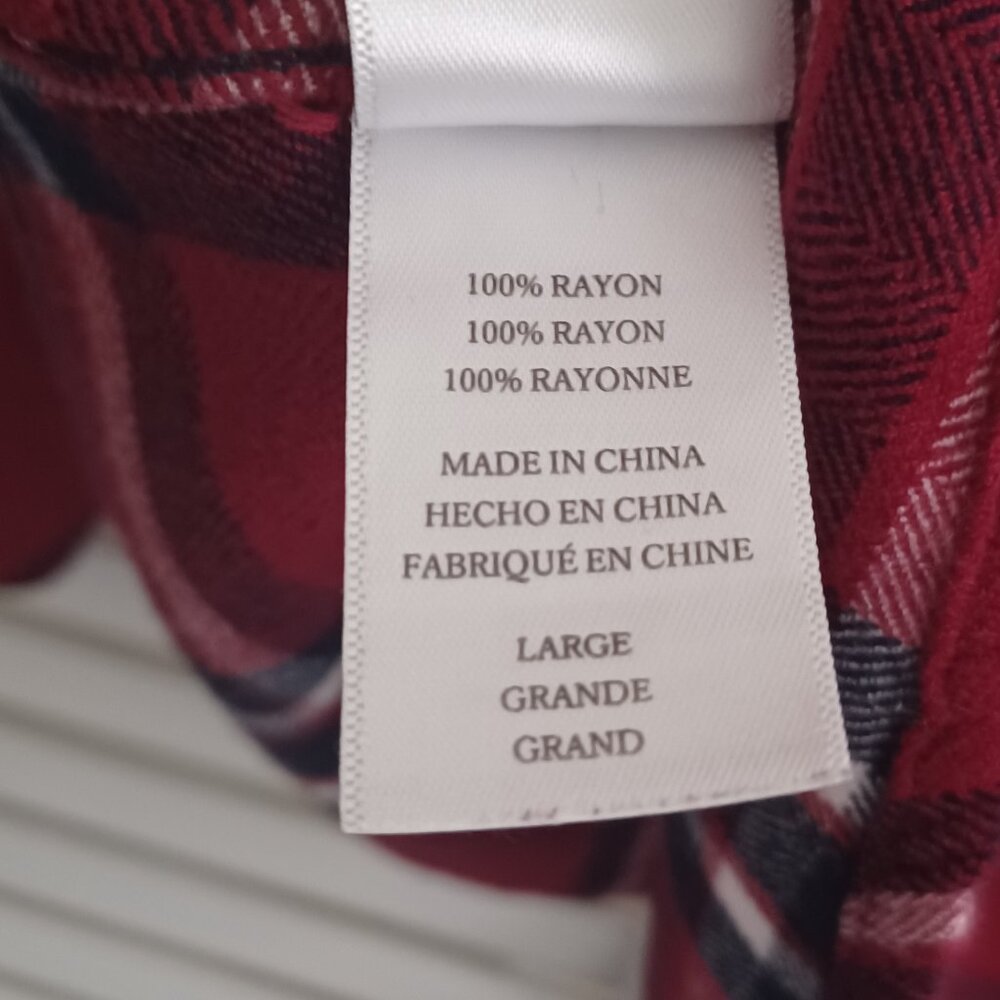 100% RAYON
100% RAYON
100% RAYONNE
MADE IN CHINA
HECHO EN CHINA
FABRIQUÉ EN CHINE
LARGE
GRANDE
GRAND